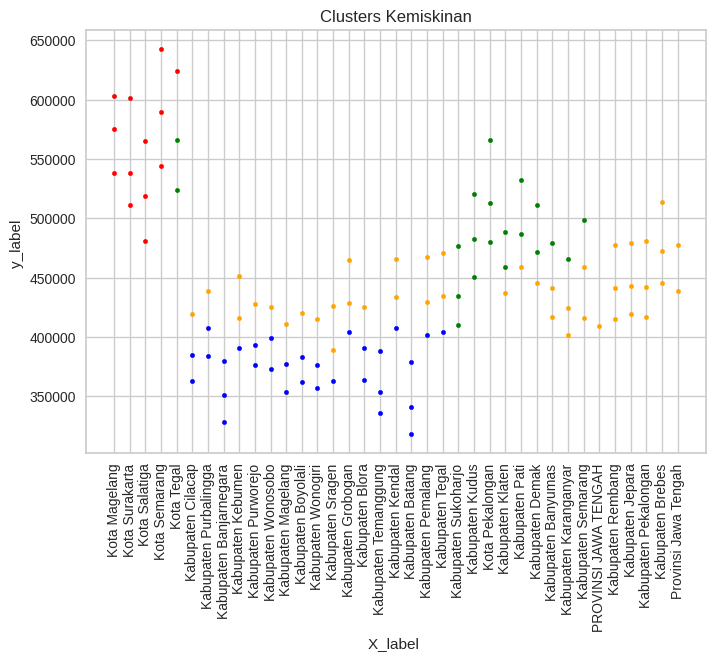 Clusters Kemiskinan
650000
600000
550000
500000
450000
400000
350000
y_label
Kota Magelang
Kota Surakarta
Kota Salatiga
Kota Semarang
Kota Tegal
Kabupaten Cilacap
Kabupaten Purbalingga
Kabupaten Banjarnegara
Kabupaten Kebumen
Kabupaten Purworejo
Kabupaten Wonosobo
Kabupaten Magelang
Kabupaten Boyolali
Kabupaten Wonogiri
Kabupaten Sragen
Kabupaten Grobogan
Kabupaten Blora
Kabupaten Temanggung
Kabupaten Kendal
Kabupaten Batang
Kabupaten Pemalang
Kabupaten Tegal
Kabupaten Sukoharjo
Kabupaten Kudus
Kota Pekalongan
Kabupaten Klaten
Kabupaten Pati
Kabupaten Demak
Kabupaten Banyumas
Kabupaten Karanganyar
Kabupaten Semarang
PROVINSI JAWA TENGAH
Kabupaten Rembang
Kabupaten Jepara
Kabupaten Pekalongan
Kabupaten Brebes
Provinsi Jawa Tengah
X_label